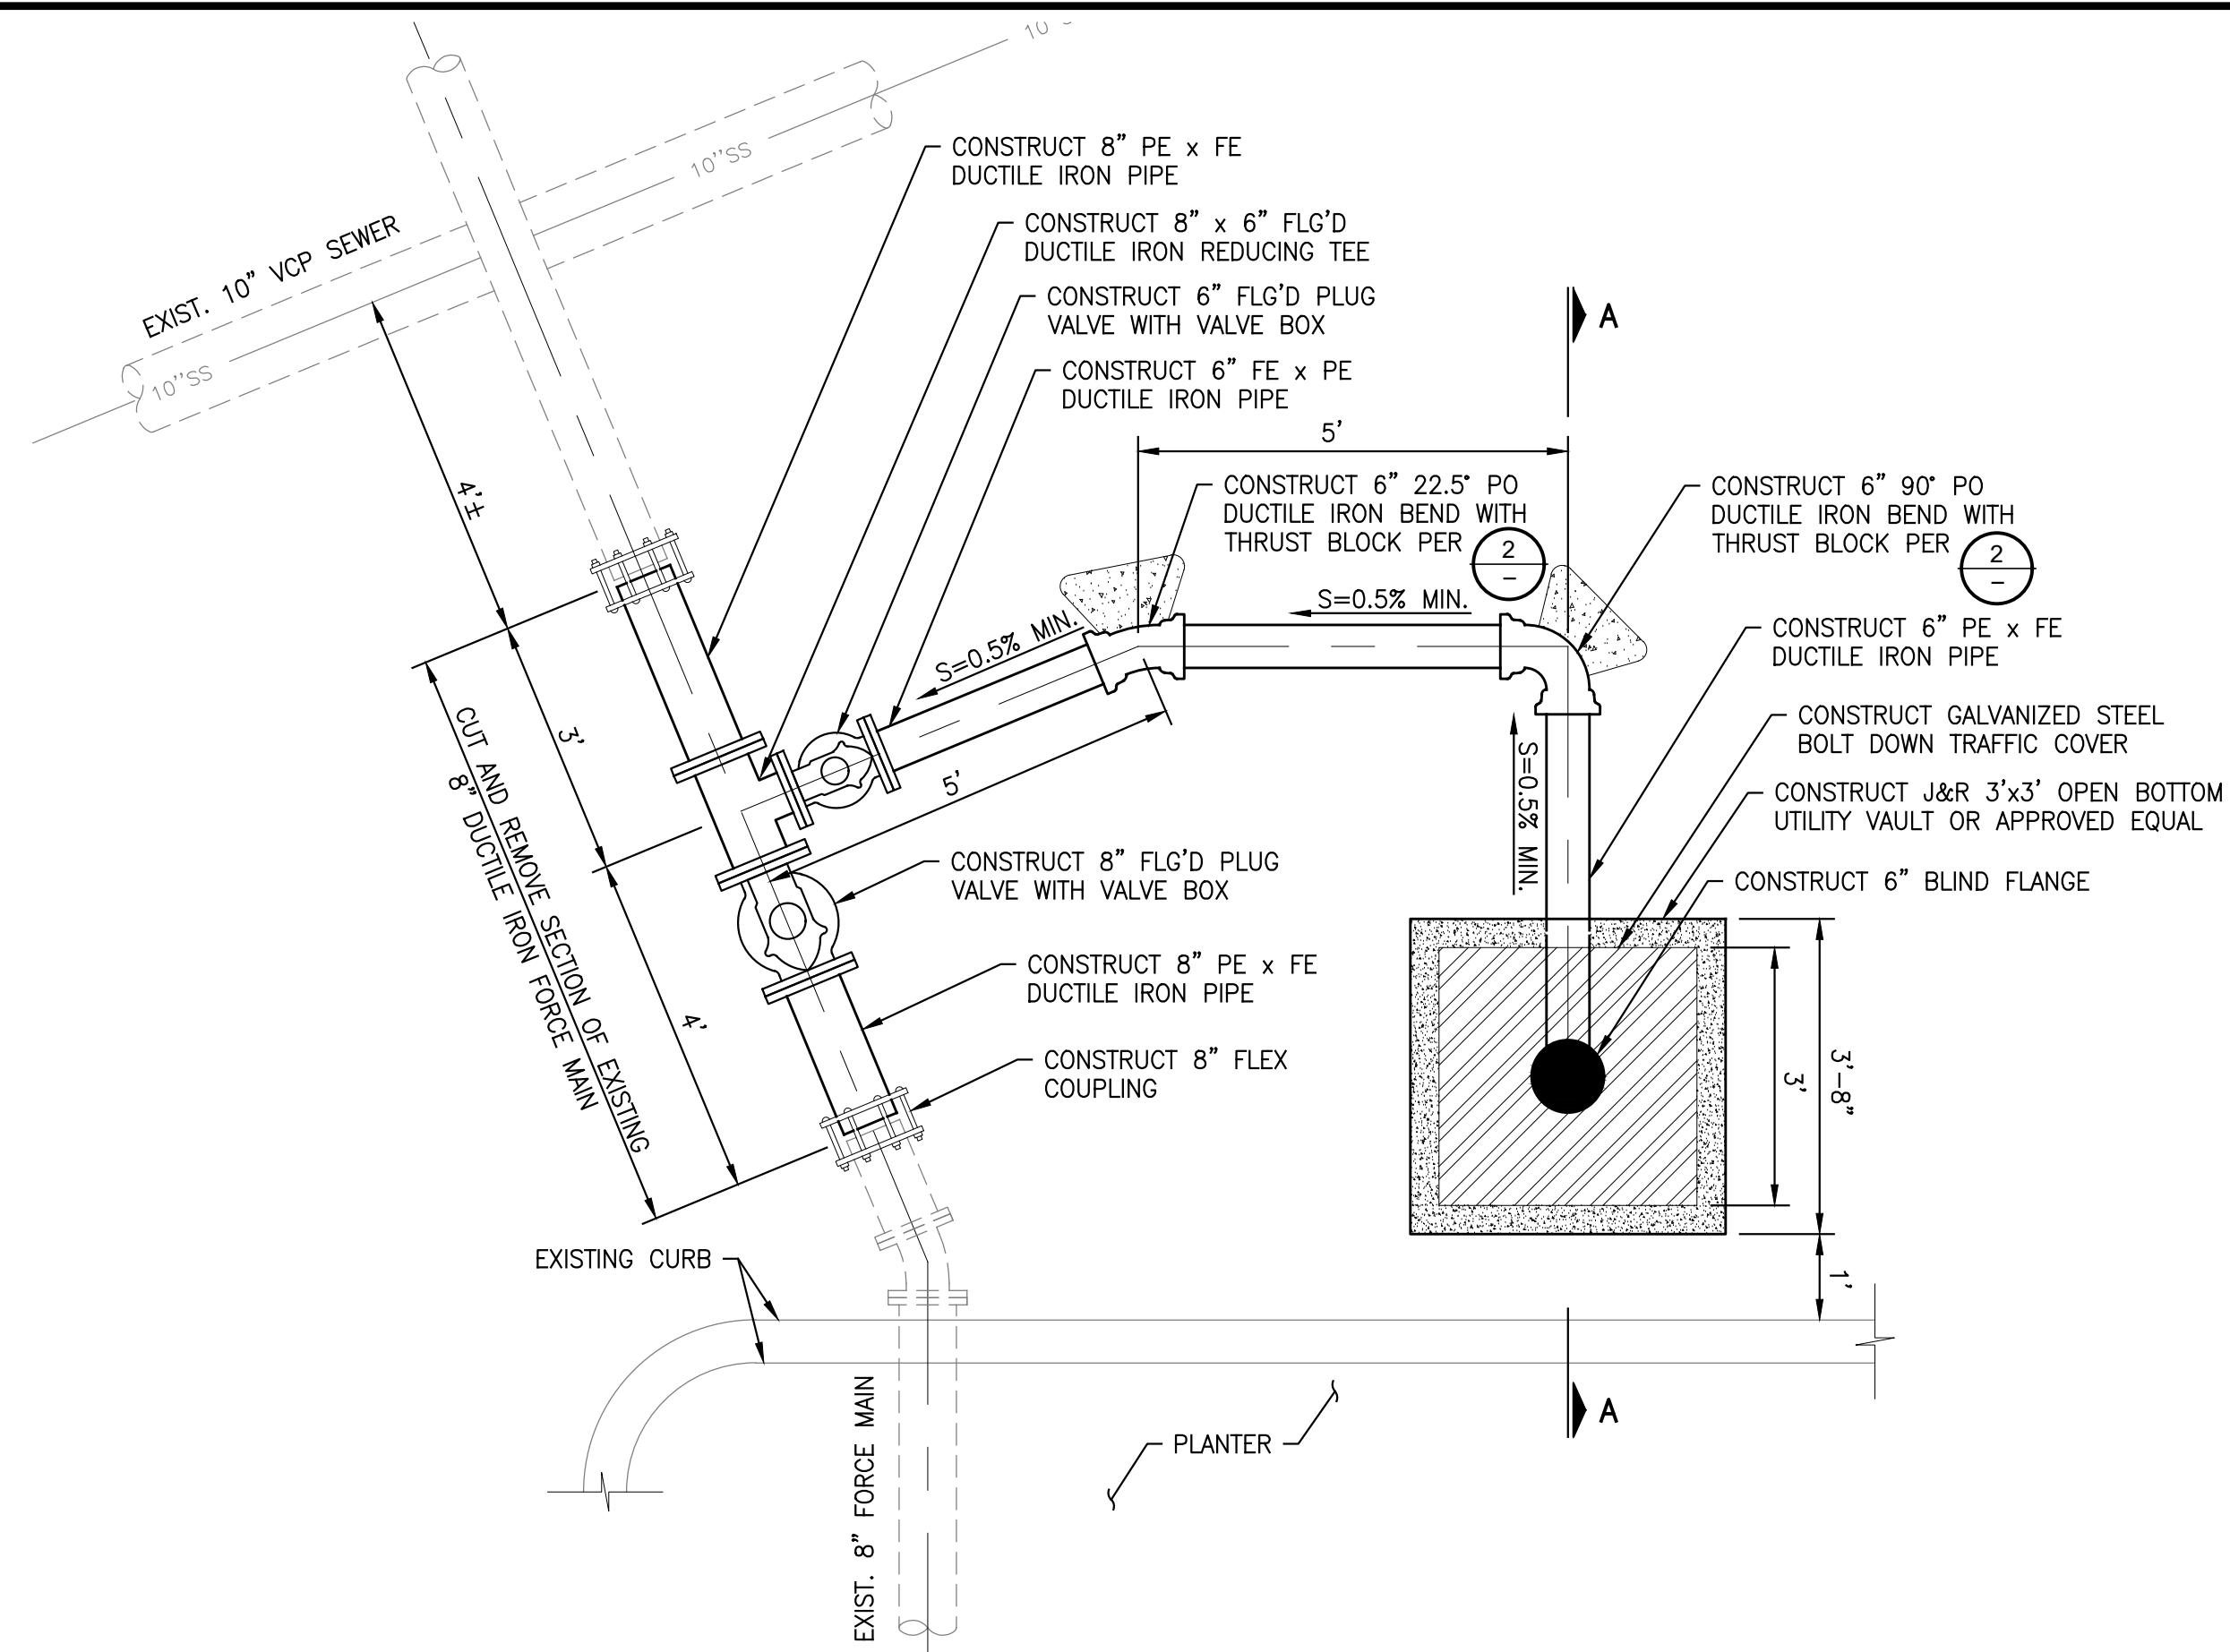 10"SS
CONSTRUCT 8" PE x FE
DUCTILE IRON PIPE
CONSTRUCT 8" x 6" FLG'D
DUCTILE IRON REDUCING TEE
CONSTRUCT 6" FLG'D PLUG
VALVE WITH VALVE BOX
CONSTRUCT 6" FE x PE
DUCTILE IRON PIPE
EXIST. 10" VCP SEWER
10"SS
A
5'
4'±
CONSTRUCT 6" 22.5° PO
DUCTILE IRON BEND WITH
THRUST BLOCK PER
2
–
CONSTRUCT 6" 90° PO
DUCTILE IRON BEND WITH
THRUST BLOCK PER
2
–
S=0.5% MIN.
S=0.5% MIN.
CONSTRUCT 6" PE x FE
DUCTILE IRON PIPE
CONSTRUCT GALVANIZED STEEL
BOLT DOWN TRAFFIC COVER
CONSTRUCT J&R 3'x3' OPEN BOTTOM
UTILITY VAULT OR APPROVED EQUAL
CONSTRUCT 6" BLIND FLANGE
S=0.5% MIN.
3'
5'
CUT AND REMOVE SECTION OF EXISTING
8" DUCTILE IRON FORCE MAIN
CONSTRUCT 8" FLG'D PLUG
VALVE WITH VALVE BOX
CONSTRUCT 8" PE x FE
DUCTILE IRON PIPE
4'
CONSTRUCT 8" FLEX
COUPLING
3'
3'-8"
1'
EXISTING CURB
EXIST. 8" FORCE MAIN
PLANTER
A